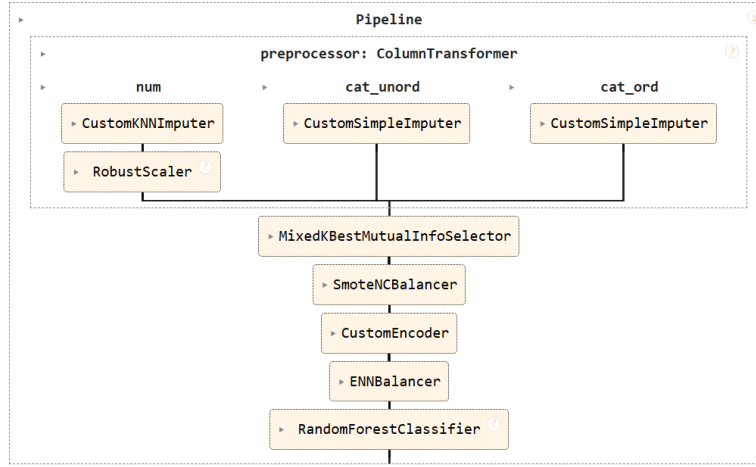 Pipeline
preprocessor: ColumnTransformer
num cat_unord cat_ord
CustomKNNImputer CustomSimpleImputer CustomSimpleImputer
RobustScaler ?
MixedKBestMutualInfoSelector
SmoteNCBalancer
CustomEncoder
ENNBalancer
RandomForestClassifier ?